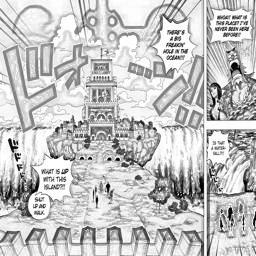 WHOA!! WHAT IS
THIS PLACE? I'VE
NEVER BEEN HERE
BEFORE!!
IS THAT
A WATER-
FALL?!
THERE'S
A BIG
FREAKIN'
HOLE IN THE
OCEAN!!!
WHAT IS UP
WITH THIS
ISLAND?!!
SHUT UP
AND
WALK.